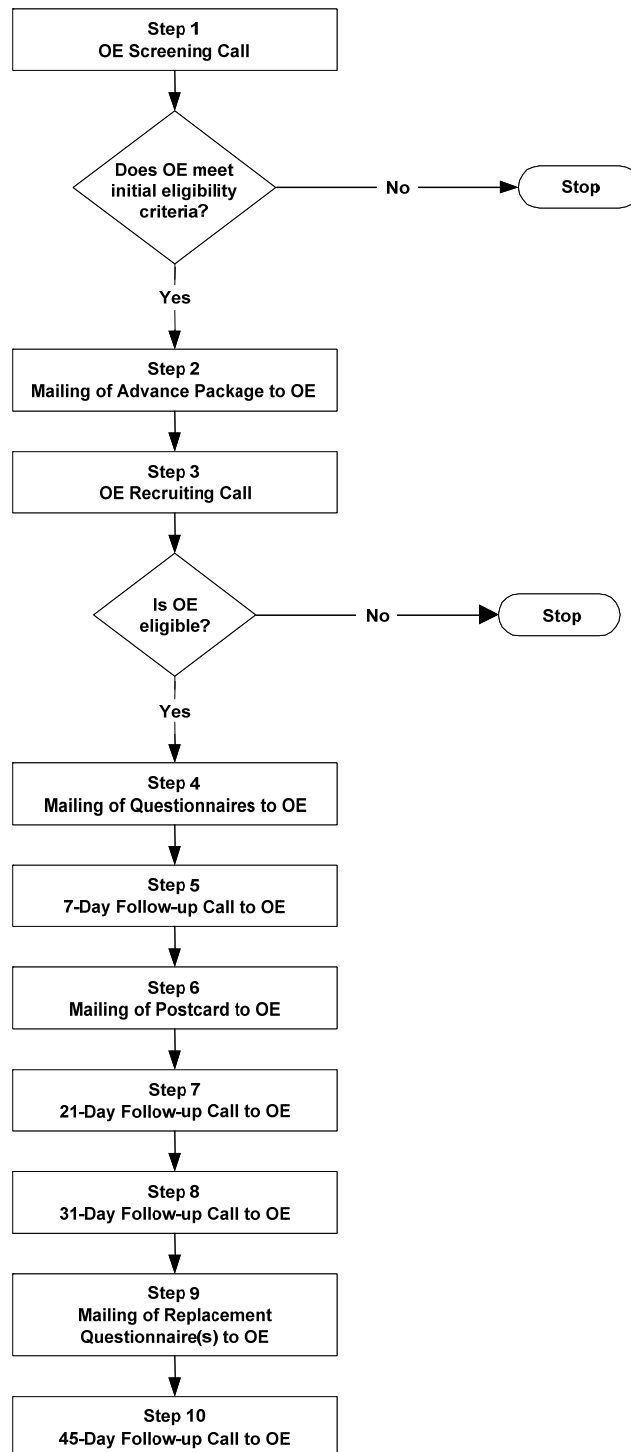 Step 1
OE Screening Call
Does OE meet
initial eligibility
criteria?
No
Stop
Yes
Step 2
Mailing of Advance Package to OE
Step 3
OE Recruiting Call
Is OE
eligible?
No
Stop
Yes
Step 4
Mailing of Questionnaires to OE
Step 5
7-Day Follow-up Call to OE
Step 6
Mailing of Postcard to OE
Step 7
21-Day Follow-up Call to OE
Step 8
31-Day Follow-up Call to OE
Step 9
Mailing of Replacement
Questionnaire(s) to OE
Step 10
45-Day Follow-up Call to OE